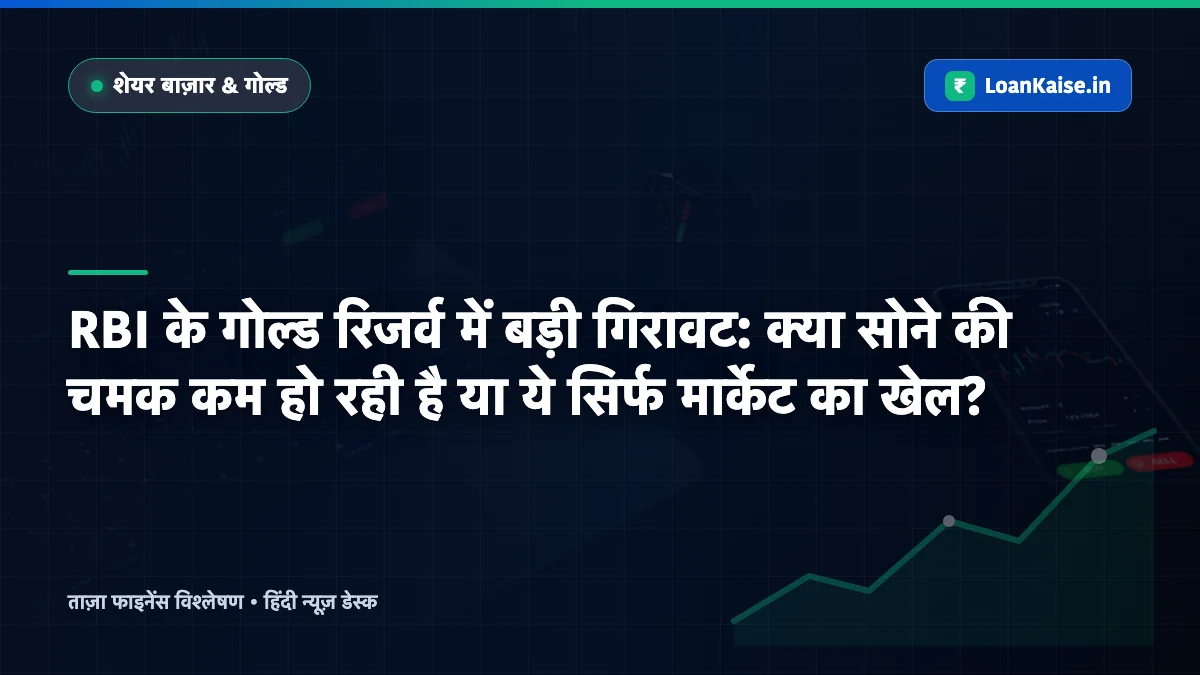 शेयर बाज़ार & गोल्ड
₹ LoanKaise.in
RBI के गोल्ड रिजर्व में बड़ी गिरावट: क्या सोने की
चमक कम हो रही है या ये सिर्फ मार्केट का खेल?
ताज़ा फाइनेंस विश्लेषण • हिंदी न्यूज़ डेस्क